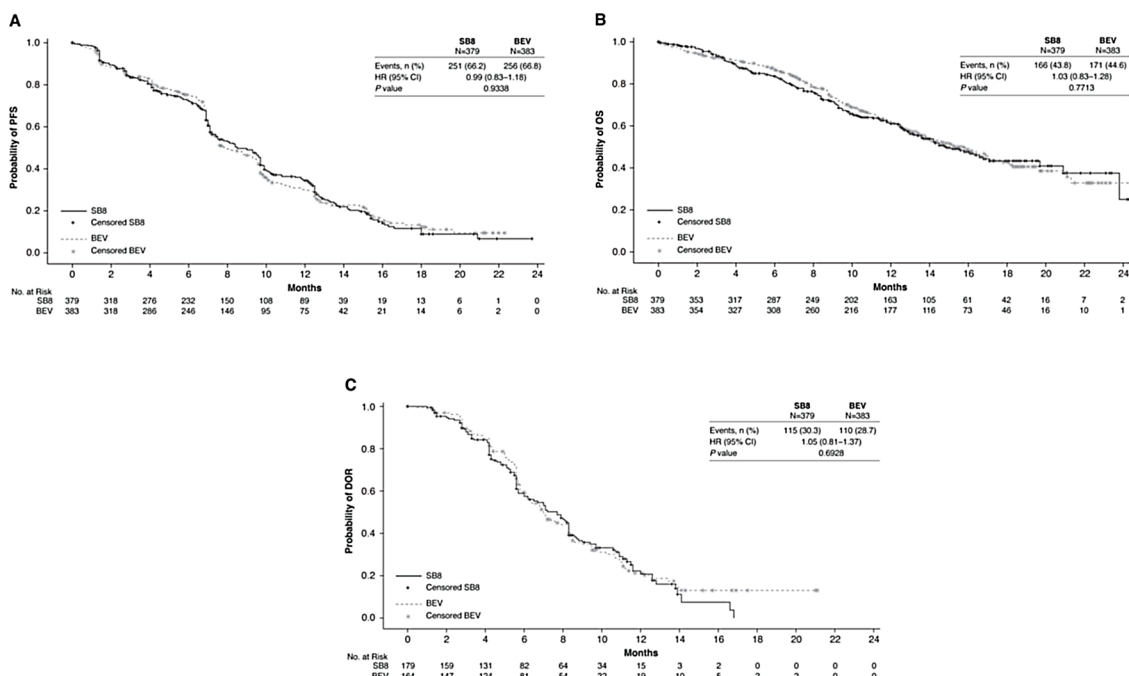 A
SB8 BEV
N=379 N=383
Events, n (%) 251 (66.2) 256 (66.8)
HR (95% CI) 0.99 (0.83–1.18)
P value 0.9338
Probability of PFS
1.0
0.8
0.6
0.4
0.2
0.0
SB8
Censored SB8
BEV
Censored BEV
0 2 4 6 8 10 12 14 16 18 20 22 24
Months
No. at Risk
SB8 379 318 276 232 150 108 89 39 19 13 6 1 0
BEV 383 318 286 246 146 95 75 42 21 14 6 2 0
B
SB8 BEV
N=379 N=383
Events, n (%) 166 (43.8) 171 (44.6)
HR (95% CI) 1.03 (0.83–1.28)
P value 0.7713
Probability of OS
1.0
0.8
0.6
0.4
0.2
0.0
SB8
Censored SB8
BEV
Censored BEV
0 2 4 6 8 10 12 14 16 18 20 22 24
Months
No. at Risk
SB8 379 353 317 287 249 202 163 105 61 42 16 7 2
BEV 383 354 327 308 260 216 177 116 73 46 16 10 1
C
SB8 BEV
N=379 N=383
Events, n (%) 115 (30.3) 110 (28.7)
HR (95% CI) 1.05 (0.81–1.37)
P value 0.6928
Probability of DOR
1.0
0.8
0.6
0.4
0.2
0.0
SB8
Censored SB8
BEV
Censored BEV
0 2 4 6 8 10 12 14 16 18 20 22 24
Months
No. at Risk
SB8 179 159 131 82 64 34 15 3 2 0 0 0 0
BEV 164 147 124 81 54 19 10 5 2 2 0 0